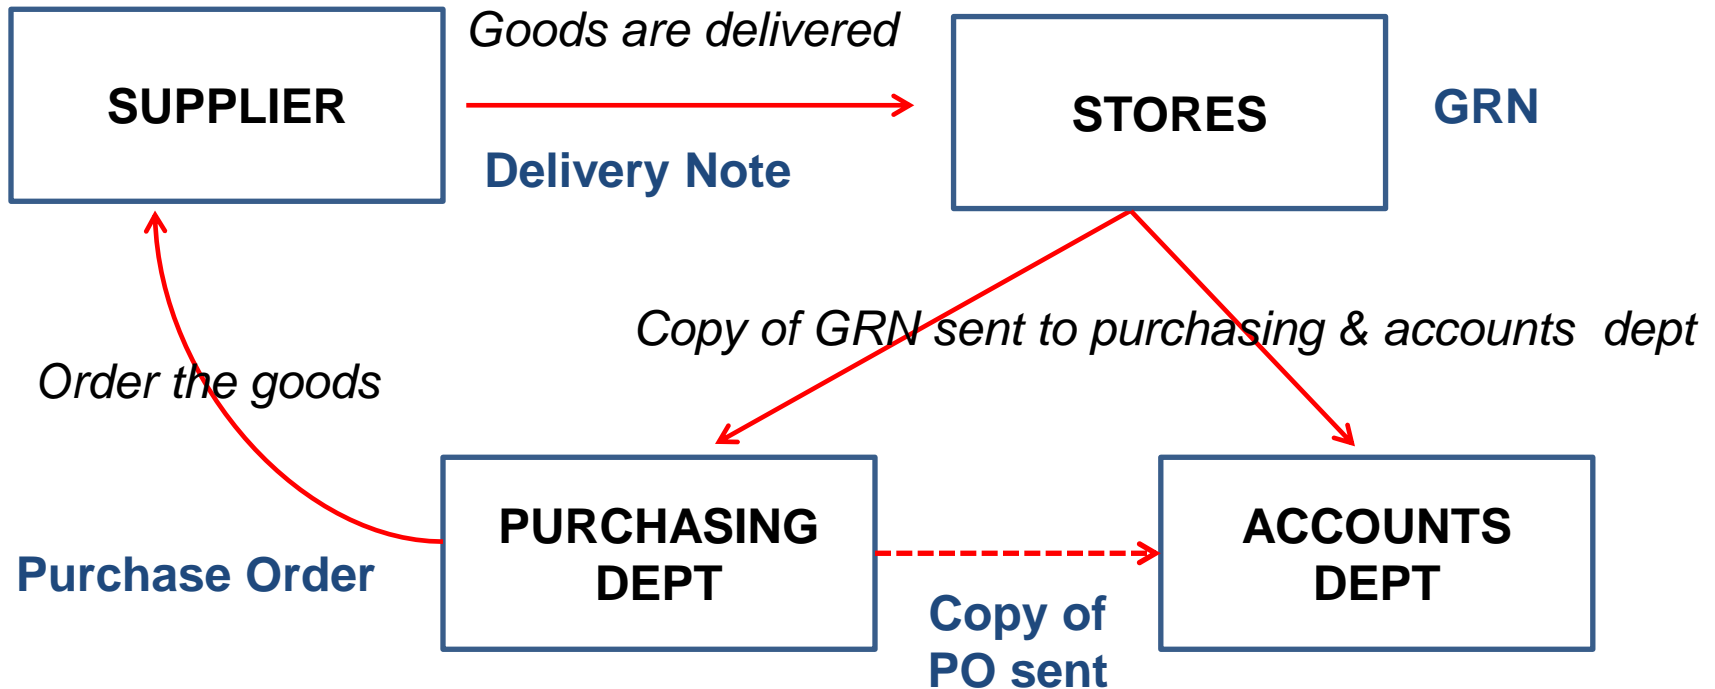 Goods are delivered
SUPPLIER
STORES
GRN
Delivery Note
Copy of GRN sent to purchasing & accounts dept
Order the goods
PURCHASING
DEPT
ACCOUNTS
DEPT
Purchase Order
Copy of
PO sent